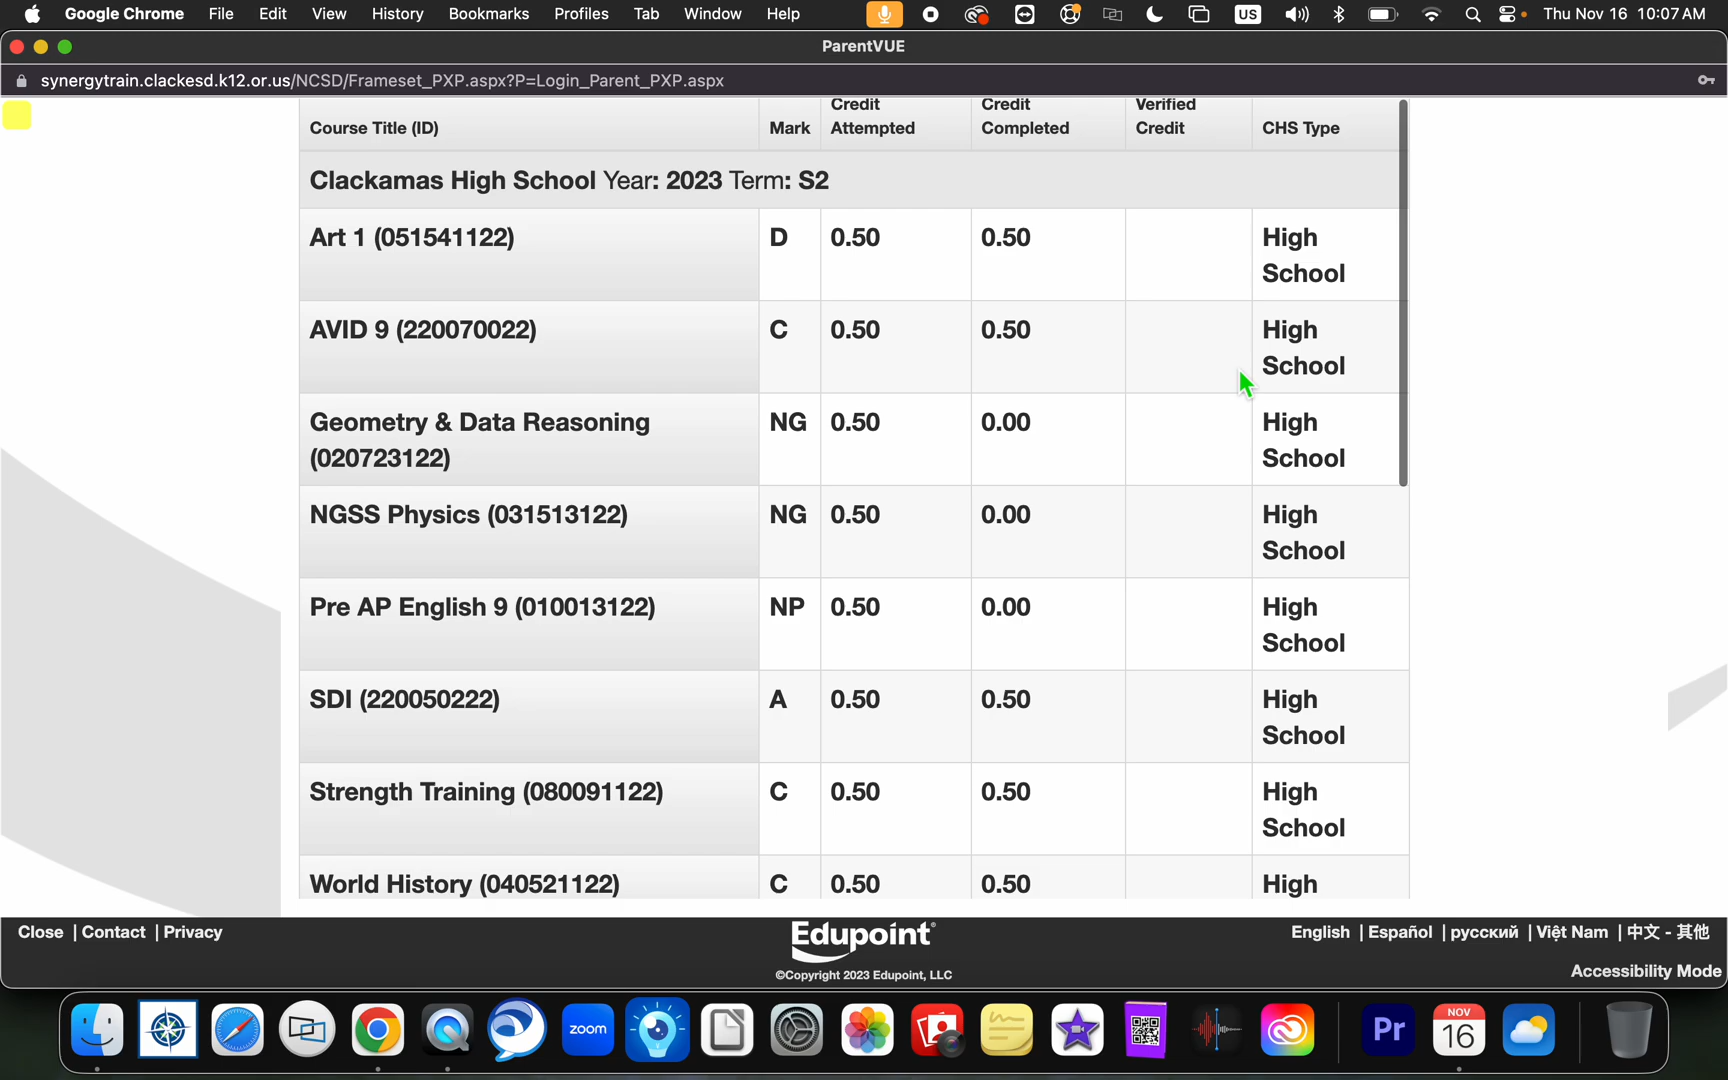 Google Chrome File Edit View History Bookmarks Profiles Tab Window Help US Thu Nov 16 10:07 AM
ParentVUE
synergytrain.clackesd.k12.or.us/NCSD/Frameset_PXP.aspx?P=Login_Parent_PXP.aspx
Course Title (ID) Mark Credit Attempted Credit Completed Verified Credit CHS Type
Clackamas High School Year: 2023 Term: S2
Art 1 (051541122) D 0.50 0.50 High School
AVID 9 (220070022) C 0.50 0.50 High School
Geometry & Data Reasoning (020723122) NG 0.50 0.00 High School
NGSS Physics (031513122) NG 0.50 0.00 High School
Pre AP English 9 (010013122) NP 0.50 0.00 High School
SDI (220050222) A 0.50 0.50 High School
Strength Training (080091122) C 0.50 0.50 High School
World History (040521122) C 0.50 0.50 High
Close | Contact | Privacy
Edupoint®
©Copyright 2023 Edupoint, LLC
English | Español | русский | Việt Nam | 中文 - 其他
Accessibility Mode
zoom
Pr
NOV
16